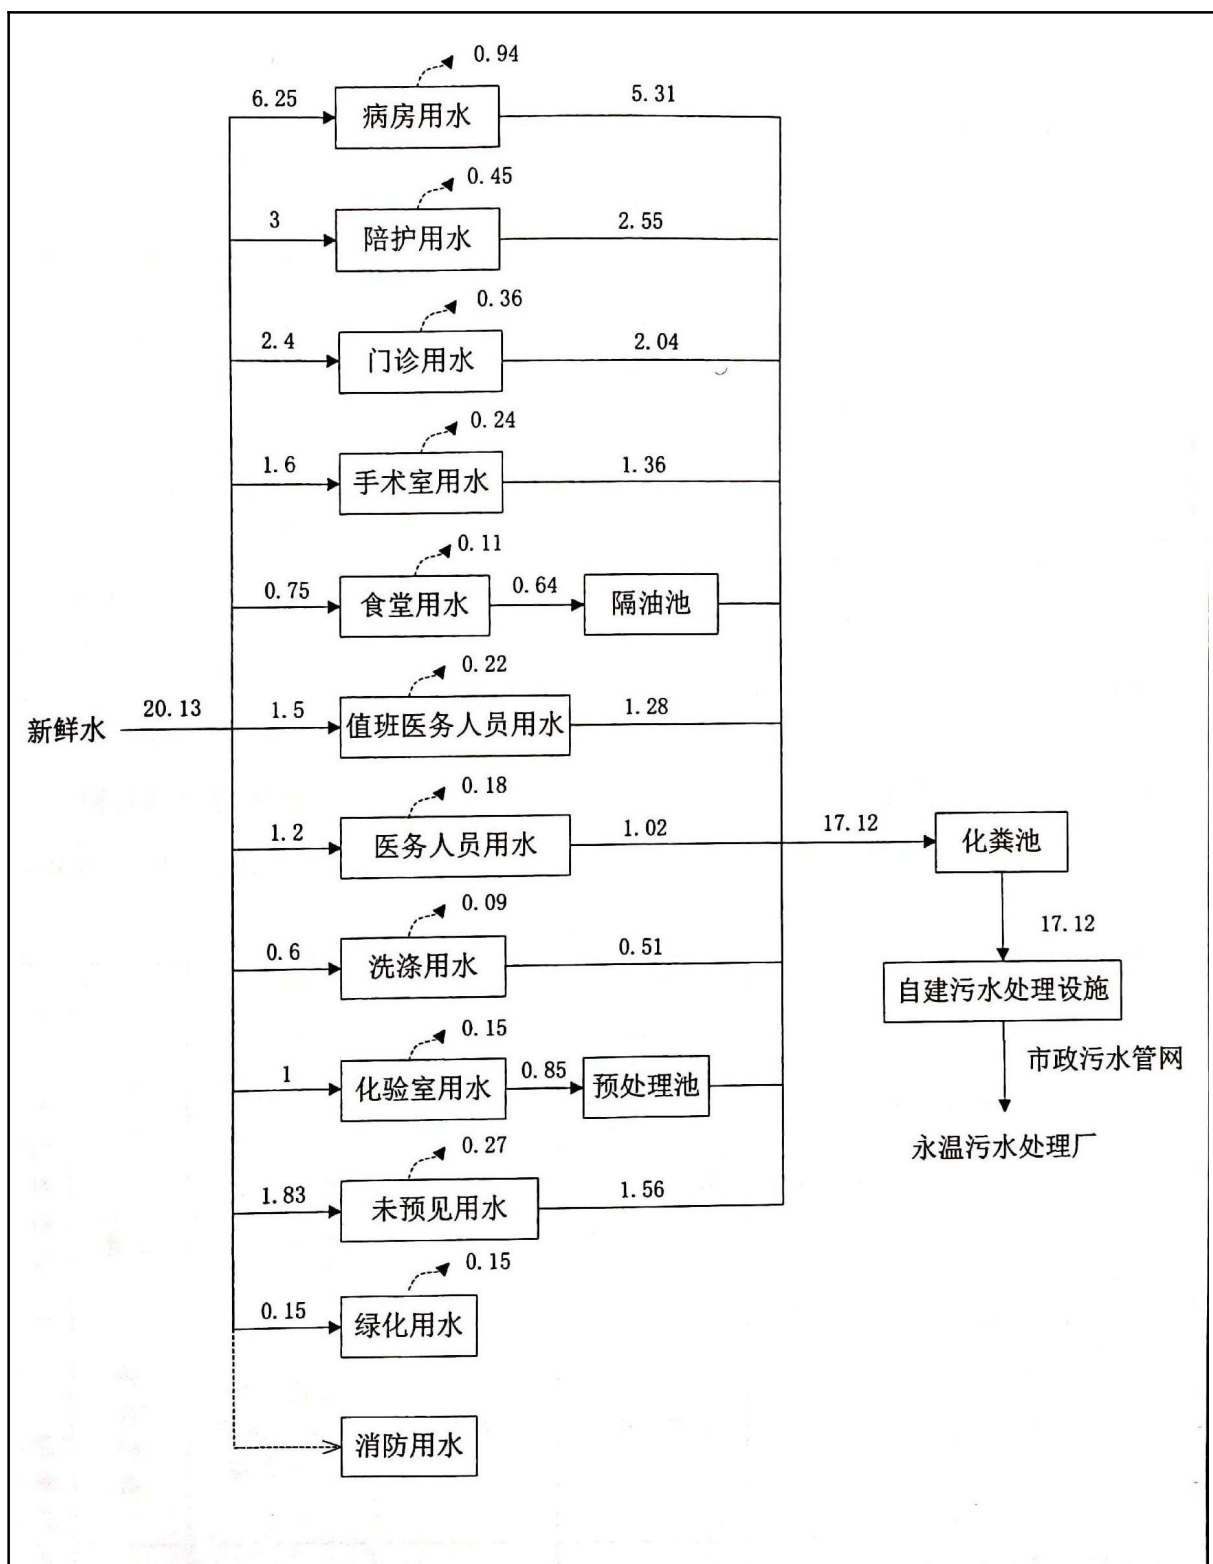 0.94
6.25 病房用水 5.31
0.45
3 陪护用水 2.55
0.36
2.4 门诊用水 2.04
0.24
1.6 手术室用水 1.36
0.11
0.75 食堂用水 0.64 隔油池
0.22
新鲜水 20.13 1.5 值班医务人员用水 1.28
0.18
1.2 医务人员用水 1.02 17.12 化粪池
0.09
17.12
0.6 洗涤用水 0.51
自建污水处理设施
0.15
市政污水管网
1 化验室用水 0.85 预处理池
0.27
永温污水处理厂
1.83 未预见用水 1.56
0.15
0.15 绿化用水
消防用水